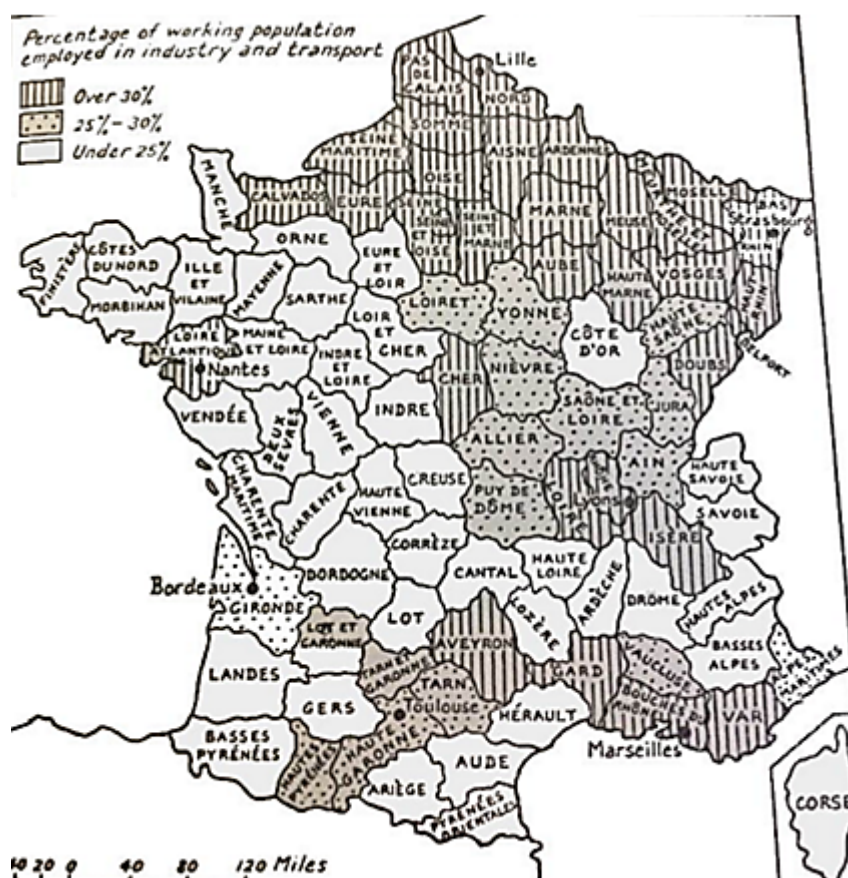 Percentage of working population
employed in industry and transport
Over 30%
25%-30%
Under 25%
Lille
PAS
DE
CALAIS
NORD
SOMME
SEINE
MARITIME
AISNE
ARDENNE
OISE
MANCHE
CALVADOS
EURE
SEINE
ET
OISE
SEINE
SEINE
ET
MARNE
MARNE
MEUSE
MEURTHE ET
MOSELLE
MOSELL
BAS
Strasbourg
RHIN
ORNE
EURE
ET
LOIR
AUBE
HAUTE
MARNE
VOSGES
HAUT
RHIN
FINISTÈRE
CÔTES
DU NORD
ILLE
ET
VILAINE
MAYENNE
SARTHE
MORBIHAN
LOIR
ET
CHER
LOIRET
YONNE
CÔTE
D'OR
HAUTE
SAÔNE
BELFORT
LOIRE
ATLANTIQUE
Nantes
MAINE
ET LOIRE
INDRE
ET
LOIRE
CHER
NIÈVRE
DOUBS
VENDÉE
DEUX
SÈVRES
VIENNE
INDRE
ALLIER
SAÔNE ET
LOIRE
JURA
CHARENTE
MARITIME
CHARENTE
HAUTE
VIENNE
CREUSE
PUY DE
DÔME
LOIRE
Lyons
AIN
HAUTE
SAVOIE
SAVOIE
ISÈRE
Bordeaux
GIRONDE
DORDOGNE
CORRÈZE
CANTAL
HAUTE
LOIRE
ARDÈCHE
DRÔME
HAUTES
ALPES
LOT ET
GARONNE
LOT
AVEYRON
LOZÈRE
GARD
VAUCLUSE
BASSES
ALPES
ALPES
MARITIMES
LANDES
TARN ET
GARONNE
TARN
Toulouse
GERS
HÉRAULT
BOUCHES DU
RHÔNE
VAR
Marseilles
BASSES
PYRÉNÉES
HAUTES
PYRÉNÉES
HAUTE
GARONNE
ARIÈGE
AUDE
PYRÉNÉES
ORIENTALES
CORSE
40 20 0 40 80 120 Miles